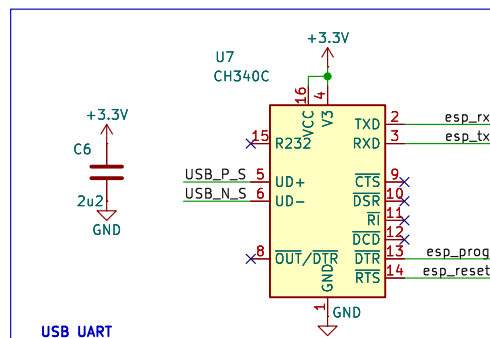 +3.3V
U7
CH340C
16
4
VCC
V3
TXD
2
esp_rx
RXD
3
esp_tx
15
R232
+3.3V
C6
2u2
GND
USB_P_S
5
UD+
USB_N_S
6
UD-
CTS
9
DSR
10
RI
11
DCD
12
8
OUT/DTR
DTR
13
esp_prog
RTS
14
esp_reset
GND
1
GND
USB UART